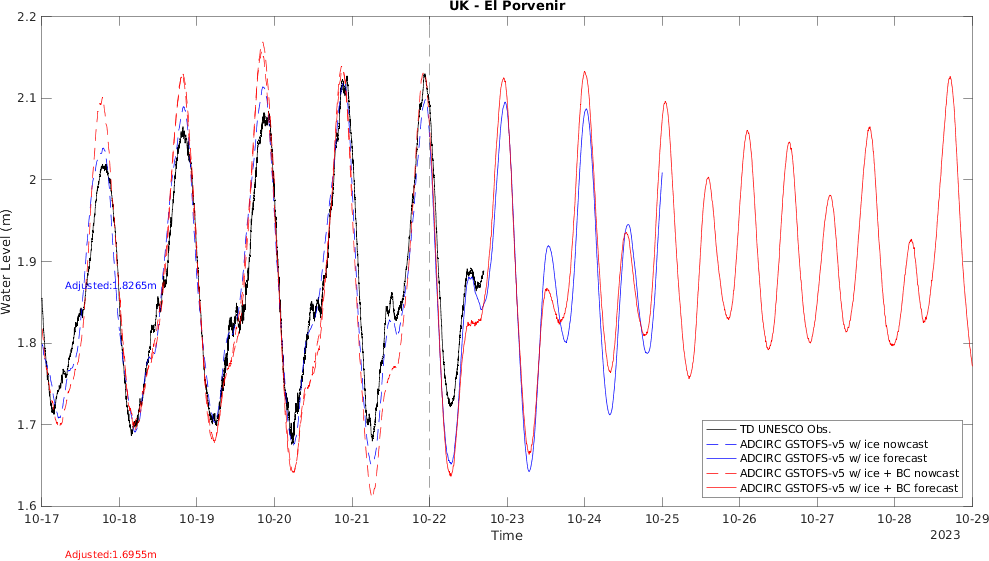 UK - El Porvenir
2.2
2.1
2
1.9
1.8
1.7
1.6
Water Level (m)
Adjusted:1.8265m
TD UNESCO Obs.
ADCIRC GSTOFS-v5 w/ ice nowcast
ADCIRC GSTOFS-v5 w/ ice forecast
ADCIRC GSTOFS-v5 w/ ice + BC nowcast
ADCIRC GSTOFS-v5 w/ ice + BC forecast
10-17 10-18 10-19 10-20 10-21 10-22 10-23 10-24 10-25 10-26 10-27 10-28 10-29
Time
2023
Adjusted:1.6955m